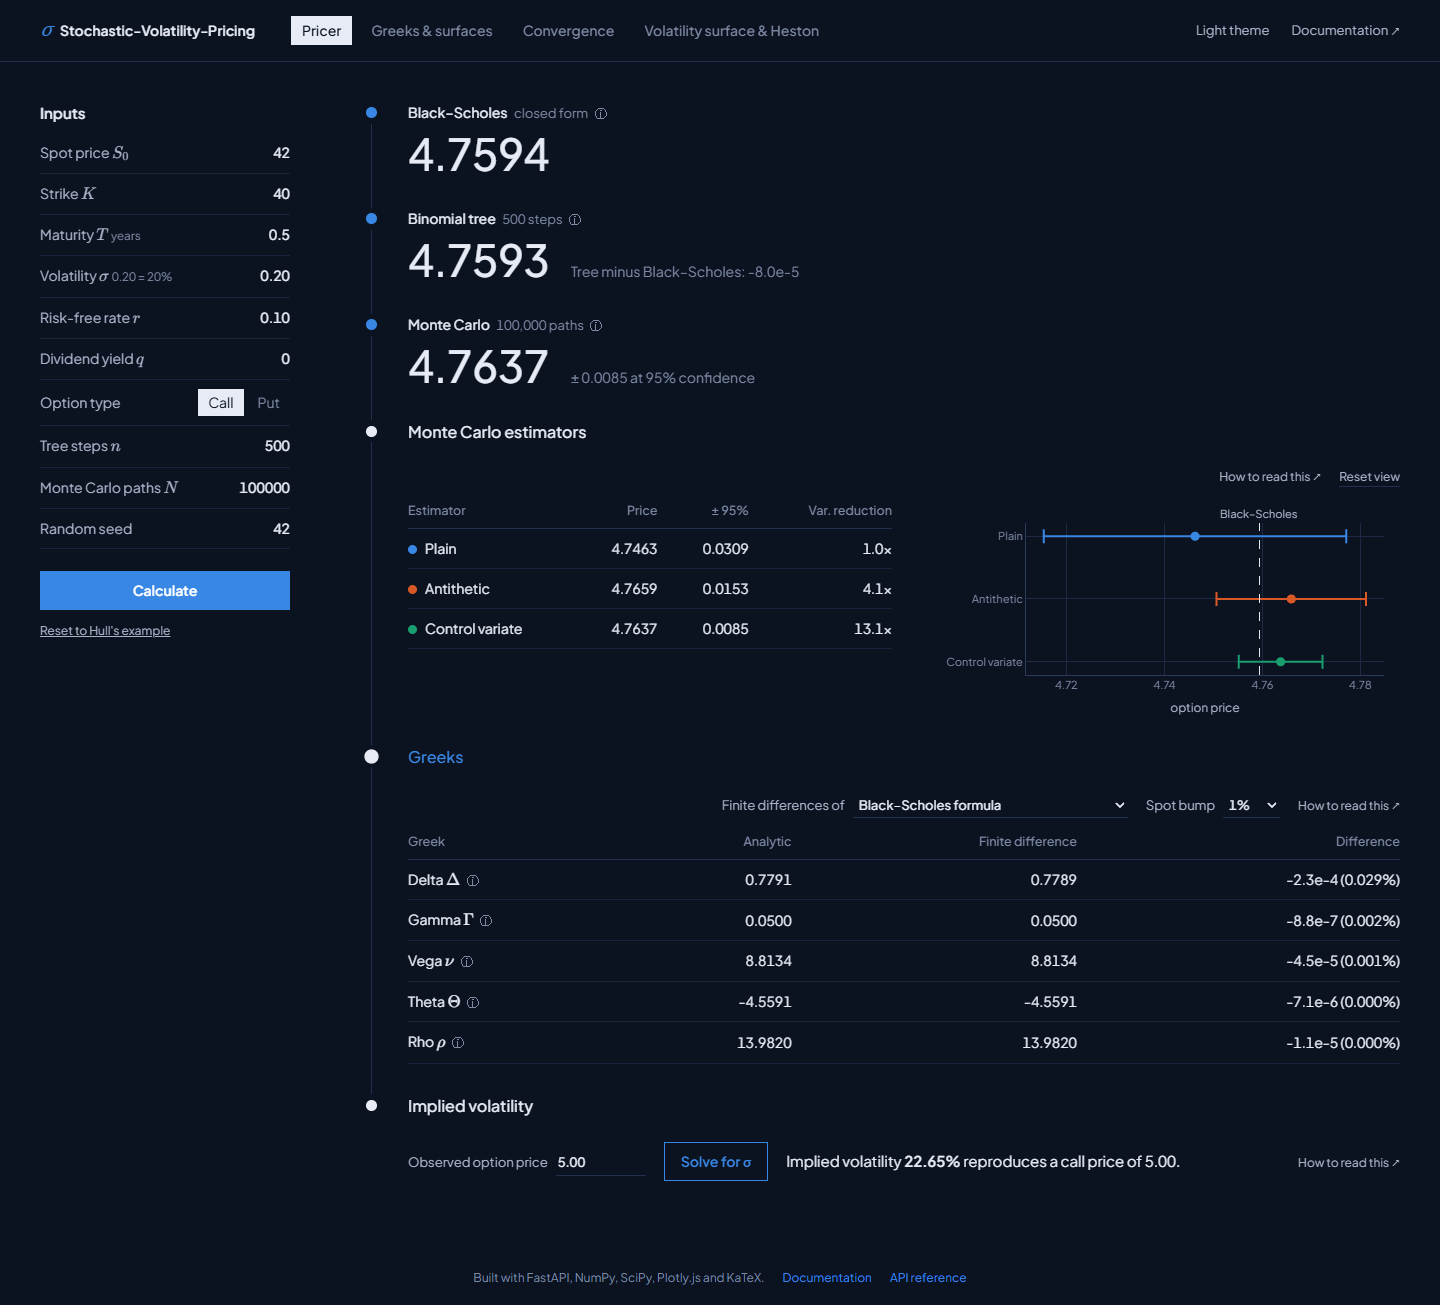 σ Stochastic-Volatility-Pricing Pricer Greeks & surfaces Convergence Volatility surface & Heston Light theme Documentation ↗
Inputs
Spot price S0 42
Strike K 40
Maturity T years 0.5
Volatility σ 0.20 = 20% 0.20
Risk-free rate r 0.10
Dividend yield q 0
Option type Call Put
Tree steps n 500
Monte Carlo paths N 100000
Random seed 42
Calculate
Reset to Hull's example
Black-Scholes closed form ⓘ
4.7594
Binomial tree 500 steps ⓘ
4.7593 Tree minus Black-Scholes: -8.0e-5
Monte Carlo 100,000 paths ⓘ
4.7637 ± 0.0085 at 95% confidence
Monte Carlo estimators
How to read this ↗ Reset view
Estimator Price ± 95% Var. reduction
Plain 4.7463 0.0309 1.0×
Antithetic 4.7659 0.0153 4.1×
Control variate 4.7637 0.0085 13.1×
Black-Scholes
Plain
Antithetic
Control variate
4.72 4.74 4.76 4.78
option price
Greeks
Finite differences of Black-Scholes formula Spot bump 1% How to read this ↗
Greek Analytic Finite difference Difference
Delta Δ ⓘ 0.7791 0.7789 -2.3e-4 (0.029%)
Gamma Γ ⓘ 0.0500 0.0500 -8.8e-7 (0.002%)
Vega ν ⓘ 8.8134 8.8134 -4.5e-5 (0.001%)
Theta Θ ⓘ -4.5591 -4.5591 -7.1e-6 (0.000%)
Rho ρ ⓘ 13.9820 13.9820 -1.1e-5 (0.000%)
Implied volatility
Observed option price 5.00 Solve for σ Implied volatility 22.65% reproduces a call price of 5.00. How to read this ↗
Built with FastAPI, NumPy, SciPy, Plotly.js and KaTeX. Documentation API reference